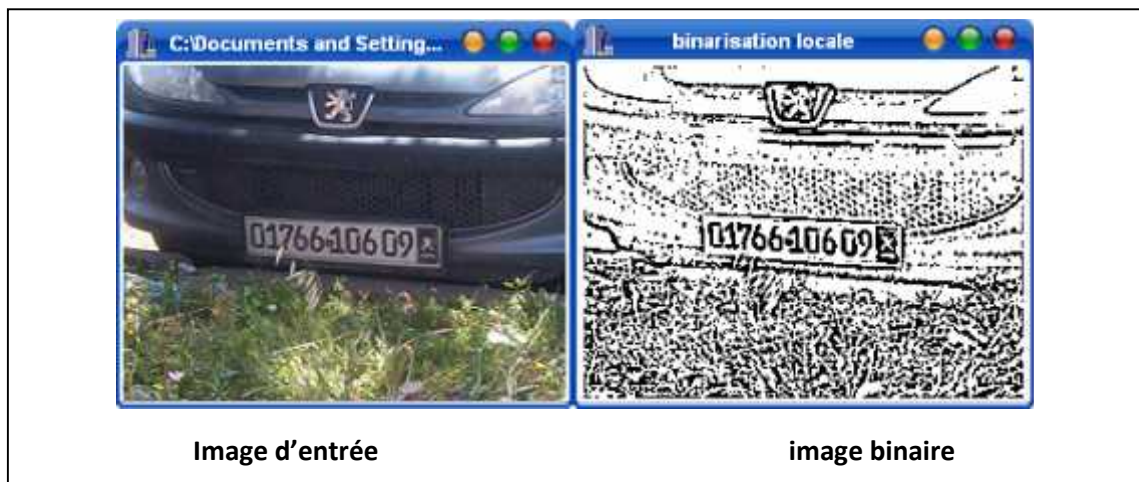 C:\Documents and Setting...
binarisation locale
01766-106 09
01766-106 09
Image d’entrée
image binaire